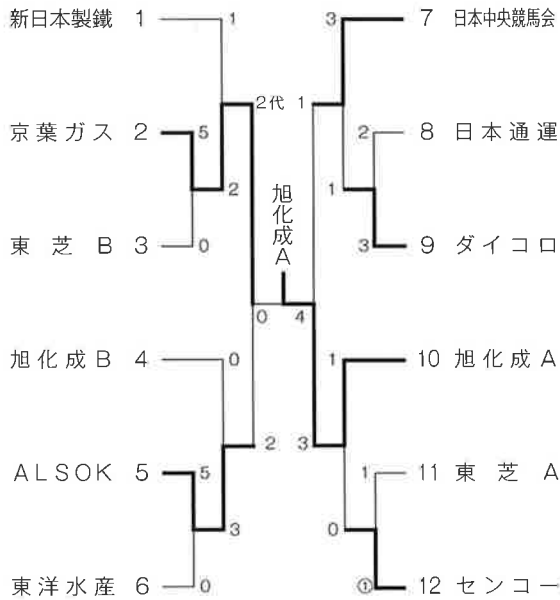 新日本製鐵 1
1
京葉ガス 2
5
2
東芝B 3
0
2代
旭化成B 4
0
ALSOK 5
5
3
東洋水産 6
0
2
0
旭化成A
4
7 日本中央競馬会
3
8 日本通運
2
1
9 ダイコロ
3
1
10 旭化成A
1
11 東芝A
1
0
12 センコー
①
3